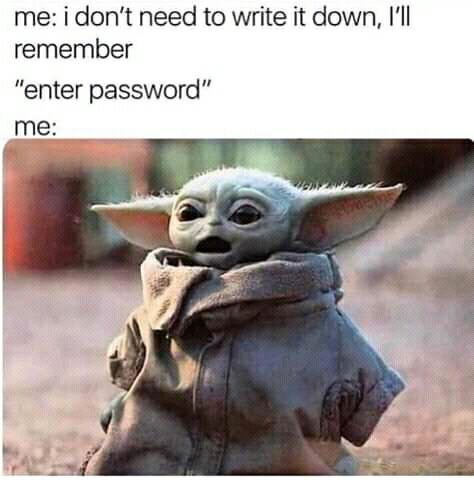 me: i don’t need to write it down, I’ll
remember
“enter password”
me: